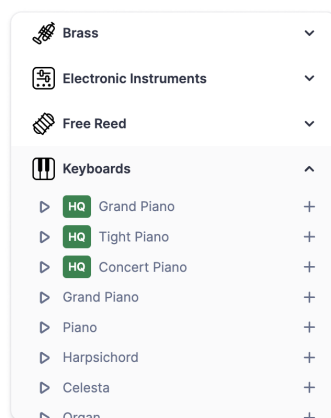 Brass
Electronic Instruments
Free Reed
Keyboards
HQ Grand Piano
HQ Tight Piano
HQ Concert Piano
Grand Piano
Piano
Harpsichord
Celesta
Organ